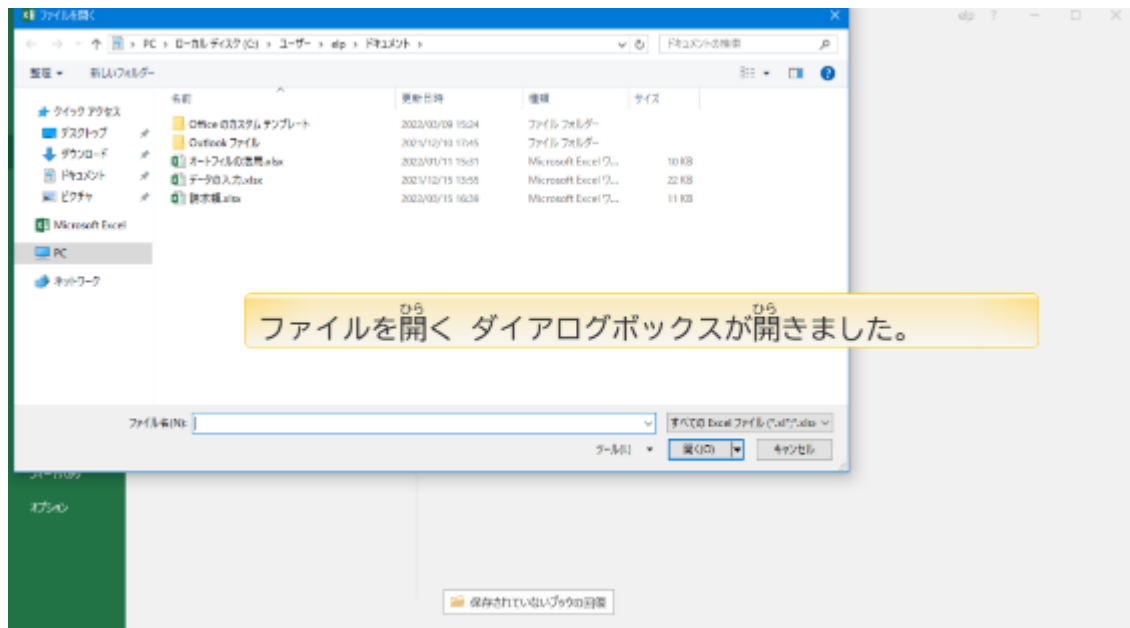 ファイルを開く
PC › ローカル ディスク (C:) › ユーザー › elp › ドキュメント ›
ドキュメントの検索
elp ?
整理 新しいフォルダー
名前 更新日時 種類 サイズ
クイック アクセス
デスクトップ
ダウンロード
ドキュメント
ピクチャ
Microsoft Excel
PC
ネットワーク
Office のカスタム テンプレート 2022/03/09 15:24 ファイル フォルダー
Outlook ファイル 2021/12/10 17:45 ファイル フォルダー
オートフィルの活用.xlsx 2022/01/11 15:31 Microsoft Excel ワ... 10 KB
データの入力.xlsx 2021/12/15 13:55 Microsoft Excel ワ... 22 KB
請求額.xlsx 2022/03/15 16:39 Microsoft Excel ワ... 11 KB
ひら ひら
ファイルを開く ダイアログボックスが開きました。
ファイル名(N):
すべての Excel ファイル (*.xl*;*.xlsx
ツール(L) 開く(O) キャンセル
オプション
保存されていないブックの回復